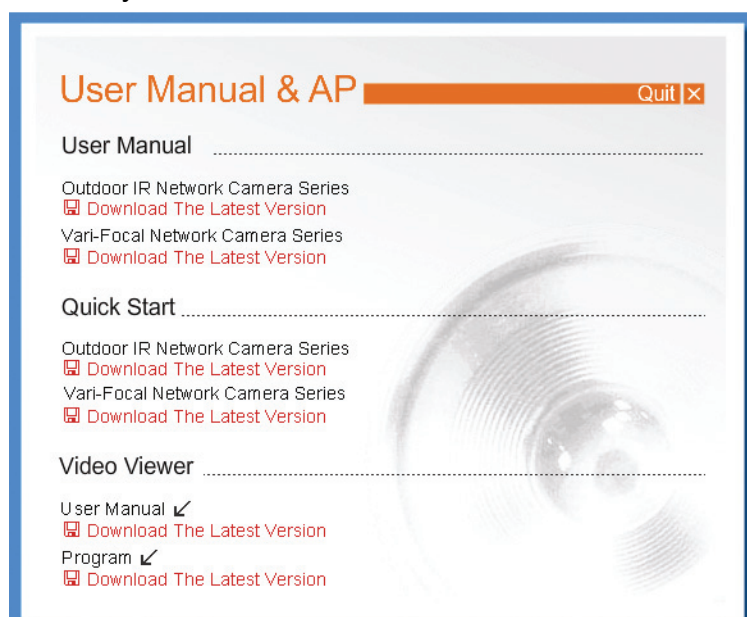 User Manual & AP Quit
User Manual
Outdoor IR Network Camera Series
Download The Latest Version
Vari-Focal Network Camera Series
Download The Latest Version
Quick Start
Outdoor IR Network Camera Series
Download The Latest Version
Vari-Focal Network Camera Series
Download The Latest Version
Video Viewer
User Manual
Download The Latest Version
Program
Download The Latest Version